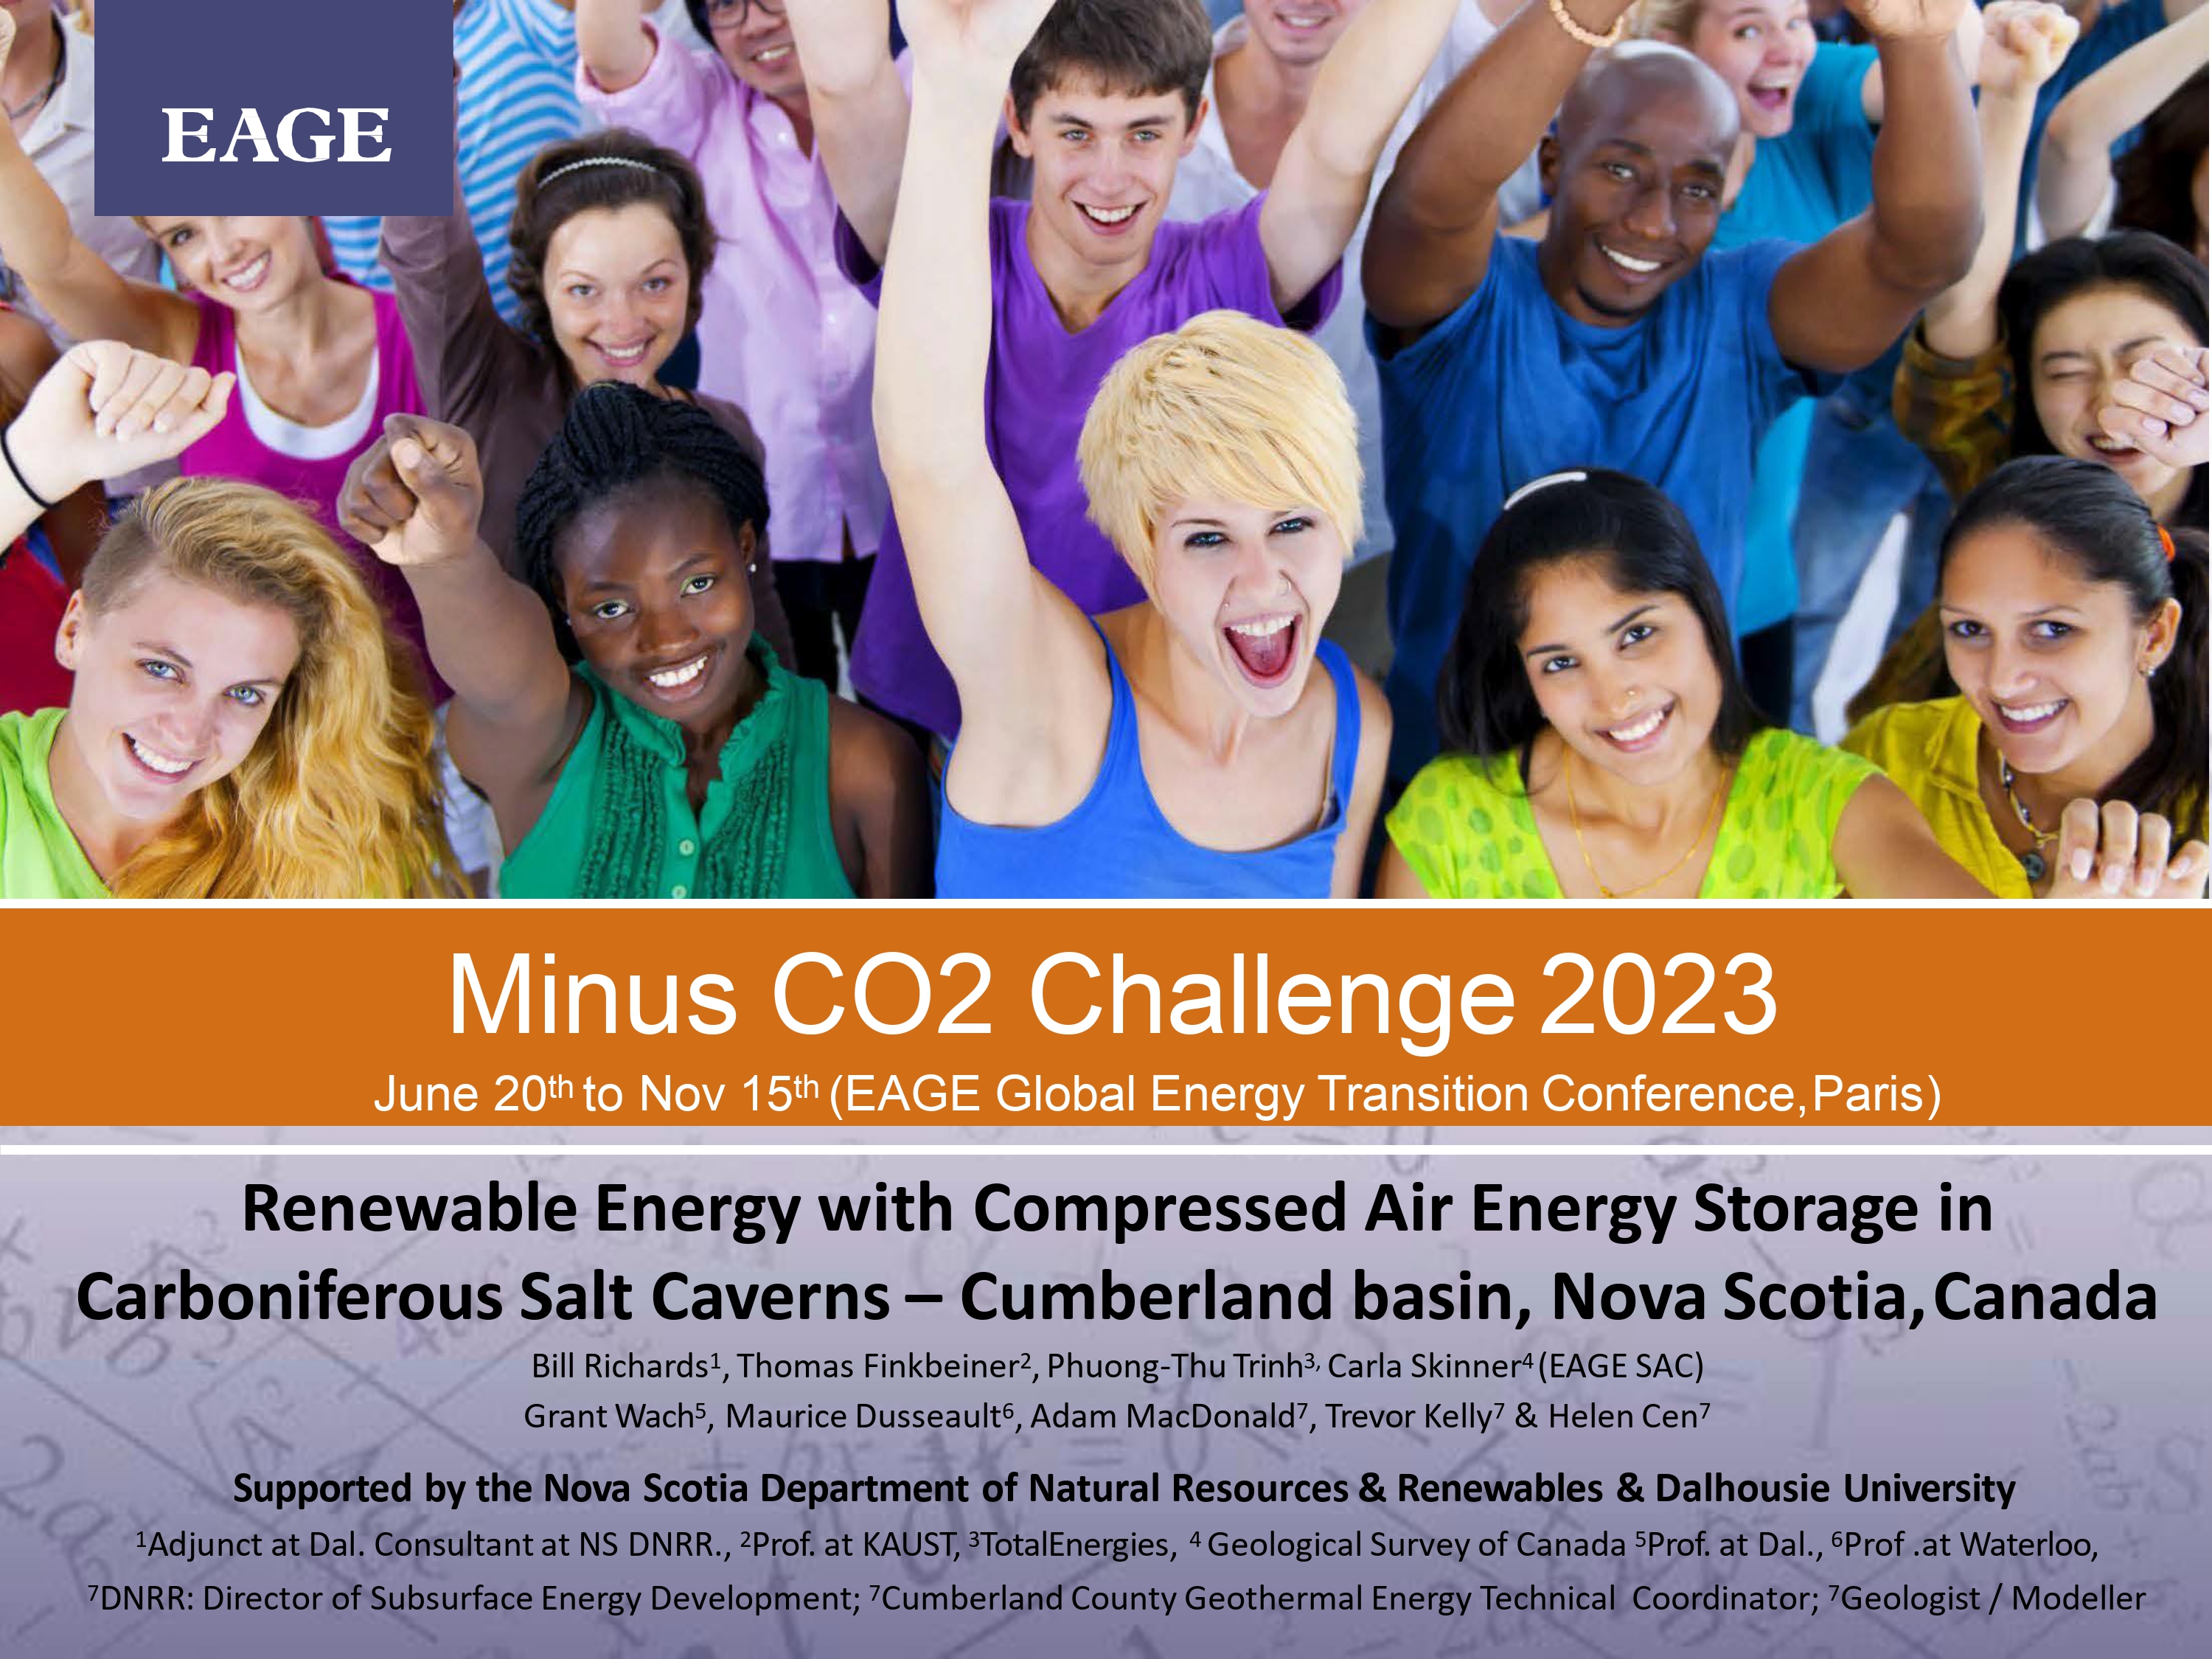 EAGE
Minus CO2 Challenge 2023
June 20th to Nov 15th (EAGE Global Energy Transition Conference, Paris)
Renewable Energy with Compressed Air Energy Storage in
Carboniferous Salt Caverns – Cumberland basin, Nova Scotia, Canada
Bill Richards1, Thomas Finkbeiner2, Phuong-Thu Trinh3, Carla Skinner4 (EAGE SAC)
Grant Wach5, Maurice Dusseault6, Adam MacDonald7, Trevor Kelly7 & Helen Cen7
Supported by the Nova Scotia Department of Natural Resources & Renewables & Dalhousie University
1Adjunct at Dal. Consultant at NS DNRR., 2Prof. at KAUST, 3TotalEnergies, 4 Geological Survey of Canada 5Prof. at Dal., 6Prof .at Waterloo,
7DNRR: Director of Subsurface Energy Development; 7Cumberland County Geothermal Energy Technical Coordinator; 7Geologist / Modeller